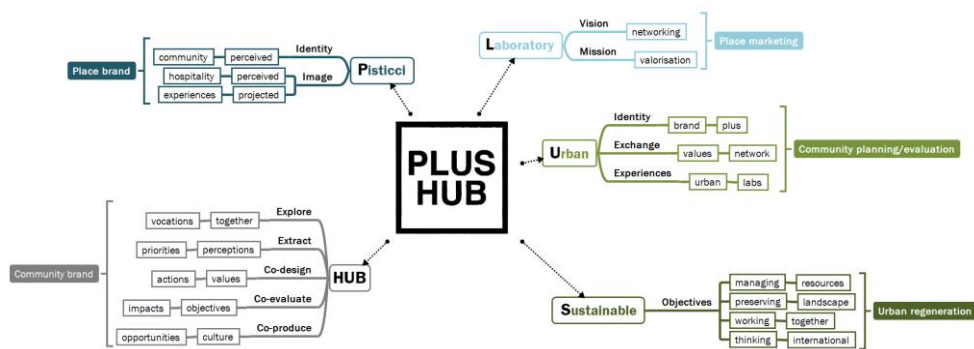 Place brand
community
perceived
Identity
hospitality
perceived
Image
experiences
projected
Pisticci
Laboratory
Vision
networking
Mission
valorisation
Place marketing
PLUS
HUB
Urban
Identity
brand
plus
Exchange
values
network
Experiences
urban
labs
Community planning/evaluation
Community brand
vocations
together
Explore
priorities
perceptions
Extract
actions
values
Co-design
impacts
objectives
Co-evaluate
opportunities
culture
Co-produce
HUB
Sustainable
Objectives
managing
resources
preserving
landscape
working
together
thinking
international
Urban regeneration